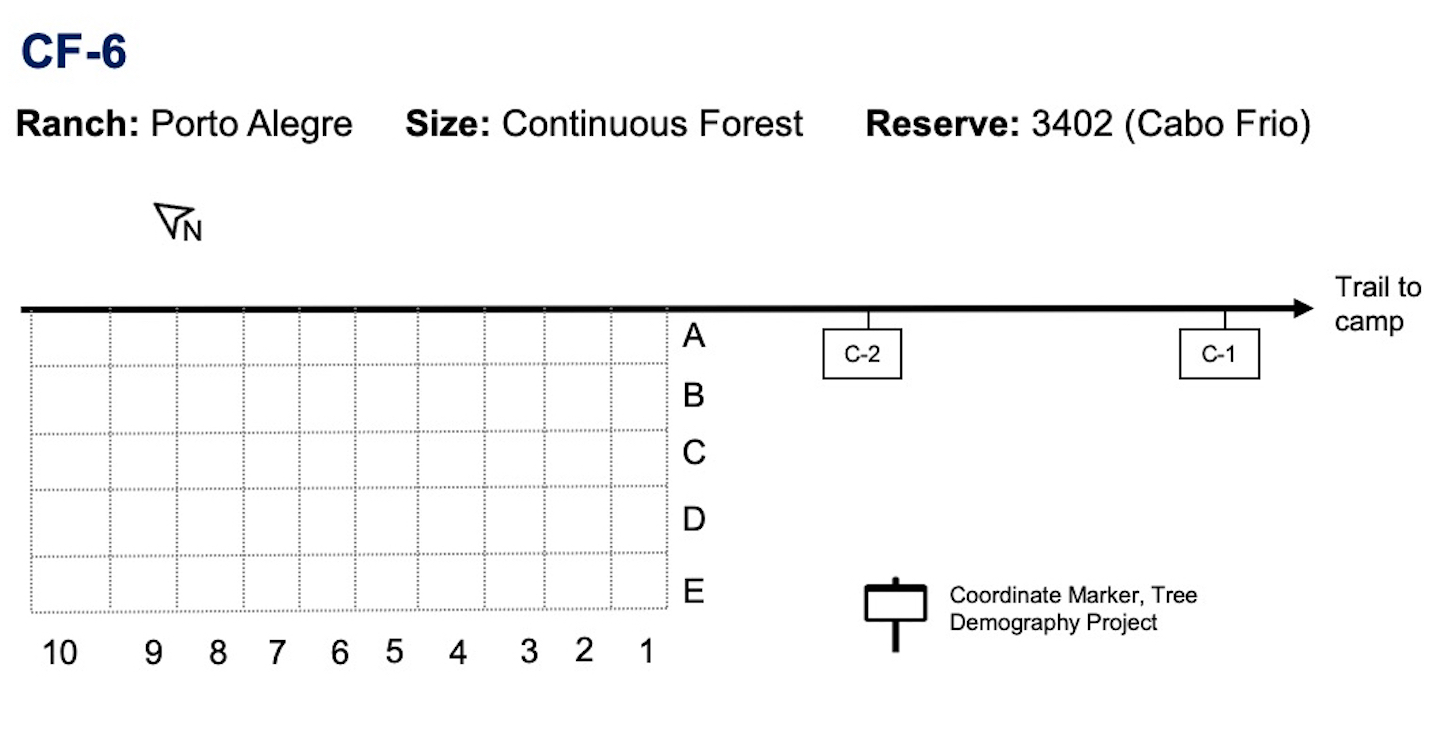 CF-6
Ranch: Porto Alegre Size: Continuous Forest Reserve: 3402 (Cabo Frio)
N
Trail to
camp
A
C-2
C-1
B
C
D
E
Coordinate Marker, Tree
Demography Project
10 9 8 7 6 5 4 3 2 1